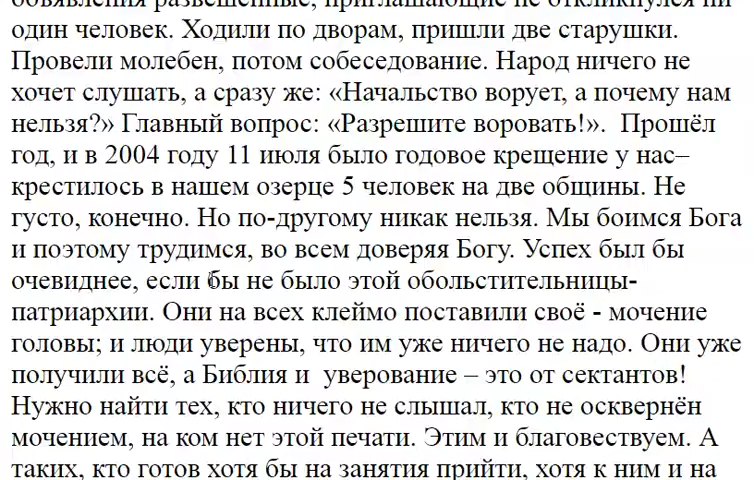 объявления развешенные, приглашающие не откликнулся ни
один человек. Ходили по дворам, пришли две старушки.
Провели молебен, потом собеседование. Народ ничего не
хочет слушать, а сразу же: «Начальство ворует, а почему нам
нельзя?» Главный вопрос: «Разрешите воровать!».  Прошёл
год, и в 2004 году 11 июля было годовое крещение у нас–
крестилось в нашем озерце 5 человек на две общины. Не
густо, конечно. Но по-другому никак нельзя. Мы боимся Бога
и поэтому трудимся, во всем доверяя Богу. Успех был бы
очевиднее, если бы не было этой обольстительницы-
патриархии. Они на всех клеймо поставили своё - мочение
головы; и люди уверены, что им уже ничего не надо. Они уже
получили всё, а Библия и  уверование – это от сектантов!
Нужно найти тех, кто ничего не слышал, кто не осквернён
мочением, на ком нет этой печати. Этим и благовествуем. А
таких, кто готов хотя бы на занятия прийти, хотя к ним и на